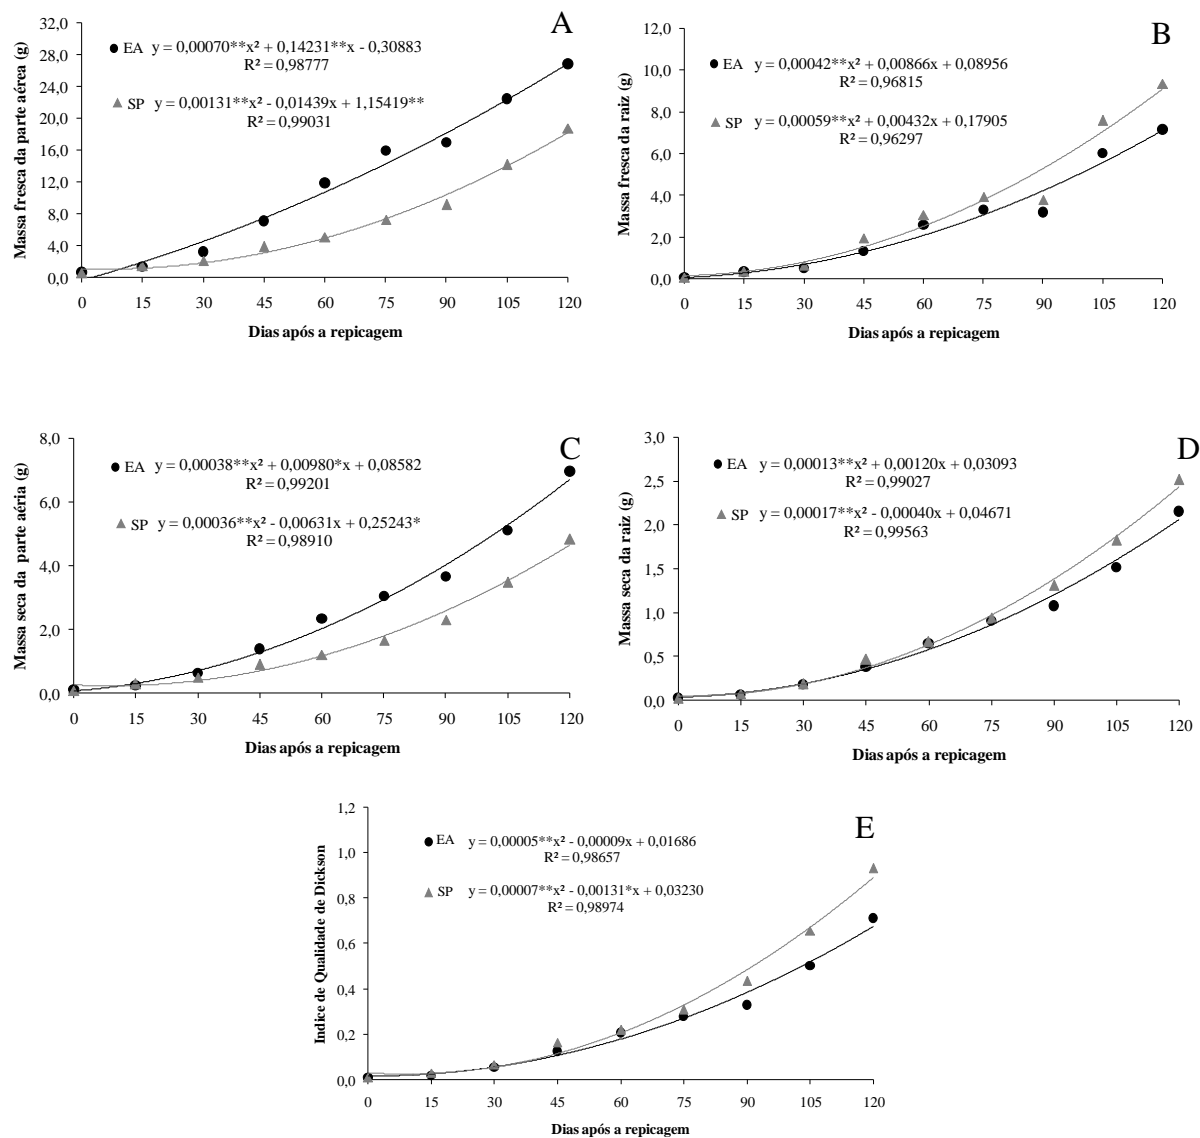 A
Massa fresca da parte aérea (g)
32,0
28,0
24,0
20,0
16,0
12,0
8,0
4,0
0,0
EA y = 0,00070**x² + 0,14231**x - 0,30883
R² = 0,98777
SP y = 0,00131**x² - 0,01439x + 1,15419**
R² = 0,99031
0 15 30 45 60 75 90 105 120
Dias após a repicagem
B
Massa fresca da raiz (g)
12,0
10,0
8,0
6,0
4,0
2,0
0,0
EA y = 0,00042**x² + 0,00866x + 0,08956
R² = 0,96815
SP y = 0,00059**x² + 0,00432x + 0,17905
R² = 0,96297
0 15 30 45 60 75 90 105 120
Dias após a repicagem
C
Massa seca da parte aéria (g)
8,0
6,0
4,0
2,0
0,0
EA y = 0,00038**x² + 0,00980*x + 0,08582
R² = 0,99201
SP y = 0,00036**x² - 0,00631x + 0,25243*
R² = 0,98910
0 15 30 45 60 75 90 105 120
Dias após a repicagem
D
Massa seca da raiz (g)
3,0
2,5
2,0
1,5
1,0
0,5
0,0
EA y = 0,00013**x² + 0,00120x + 0,03093
R² = 0,99027
SP y = 0,00017**x² - 0,00040x + 0,04671
R² = 0,99563
0 15 30 45 60 75 90 105 120
Dias após a repicagem
E
Indice de Qualidade de Dickson
1,2
1,0
0,8
0,6
0,4
0,2
0,0
EA y = 0,00005**x² - 0,00009x + 0,01686
R² = 0,98657
SP y = 0,00007**x² - 0,00131*x + 0,03230
R² = 0,98974
0 15 30 45 60 75 90 105 120
Dias após a repicagem